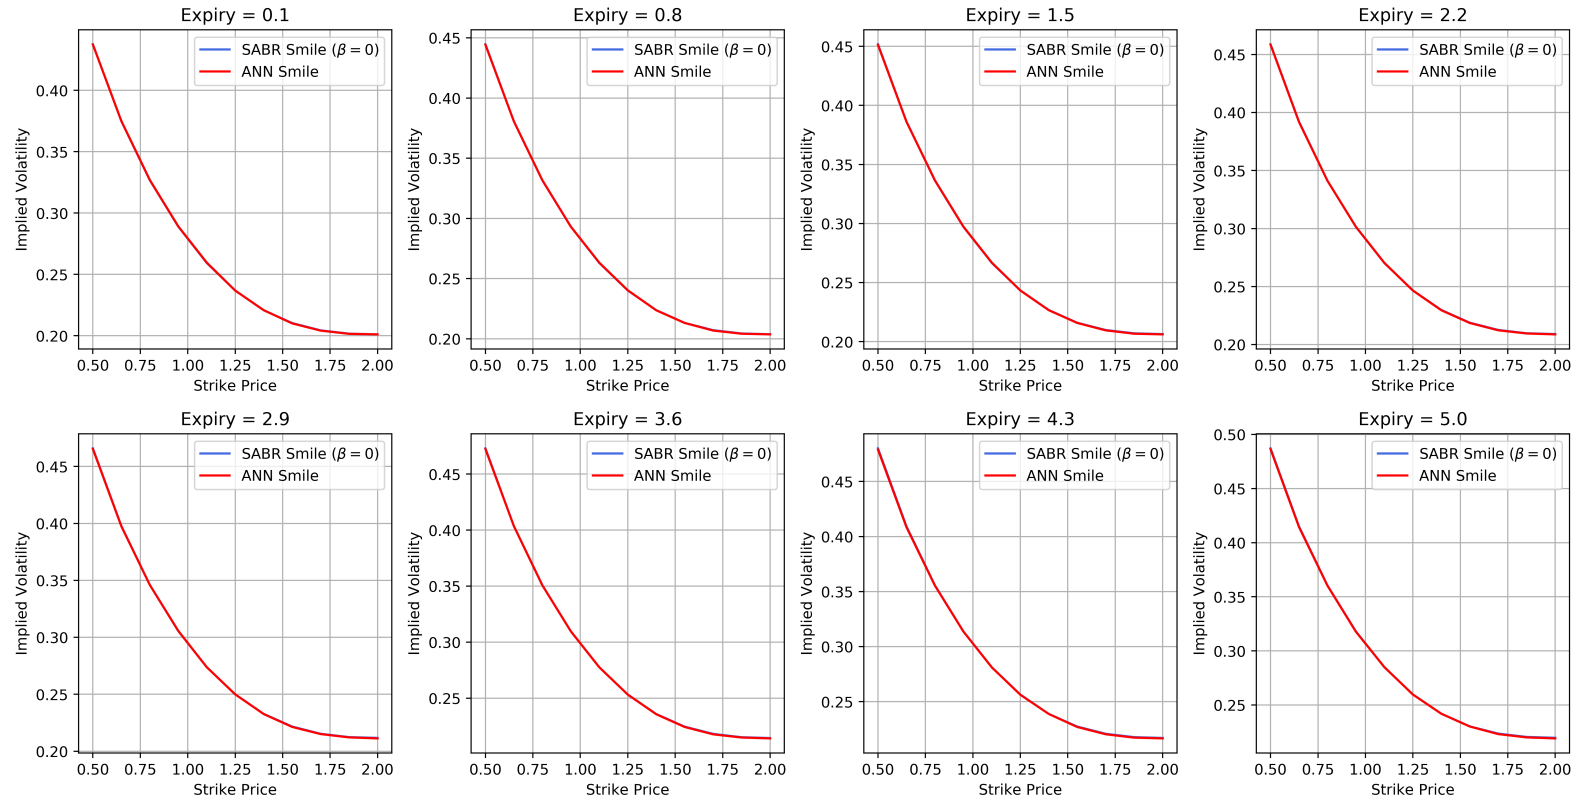 Expiry = 0.1
SABR Smile (β = 0)
ANN Smile
Implied Volatility
0.40
0.35
0.30
0.25
0.20
0.50 0.75 1.00 1.25 1.50 1.75 2.00
Strike Price
Expiry = 0.8
SABR Smile (β = 0)
ANN Smile
Implied Volatility
0.45
0.40
0.35
0.30
0.25
0.20
0.50 0.75 1.00 1.25 1.50 1.75 2.00
Strike Price
Expiry = 1.5
SABR Smile (β = 0)
ANN Smile
Implied Volatility
0.45
0.40
0.35
0.30
0.25
0.20
0.50 0.75 1.00 1.25 1.50 1.75 2.00
Strike Price
Expiry = 2.2
SABR Smile (β = 0)
ANN Smile
Implied Volatility
0.45
0.40
0.35
0.30
0.25
0.20
0.50 0.75 1.00 1.25 1.50 1.75 2.00
Strike Price
Expiry = 2.9
SABR Smile (β = 0)
ANN Smile
Implied Volatility
0.45
0.40
0.35
0.30
0.25
0.20
0.50 0.75 1.00 1.25 1.50 1.75 2.00
Strike Price
Expiry = 3.6
SABR Smile (β = 0)
ANN Smile
Implied Volatility
0.45
0.40
0.35
0.30
0.25
0.50 0.75 1.00 1.25 1.50 1.75 2.00
Strike Price
Expiry = 4.3
SABR Smile (β = 0)
ANN Smile
Implied Volatility
0.45
0.40
0.35
0.30
0.25
0.50 0.75 1.00 1.25 1.50 1.75 2.00
Strike Price
Expiry = 5.0
SABR Smile (β = 0)
ANN Smile
Implied Volatility
0.50
0.45
0.40
0.35
0.30
0.25
0.50 0.75 1.00 1.25 1.50 1.75 2.00
Strike Price